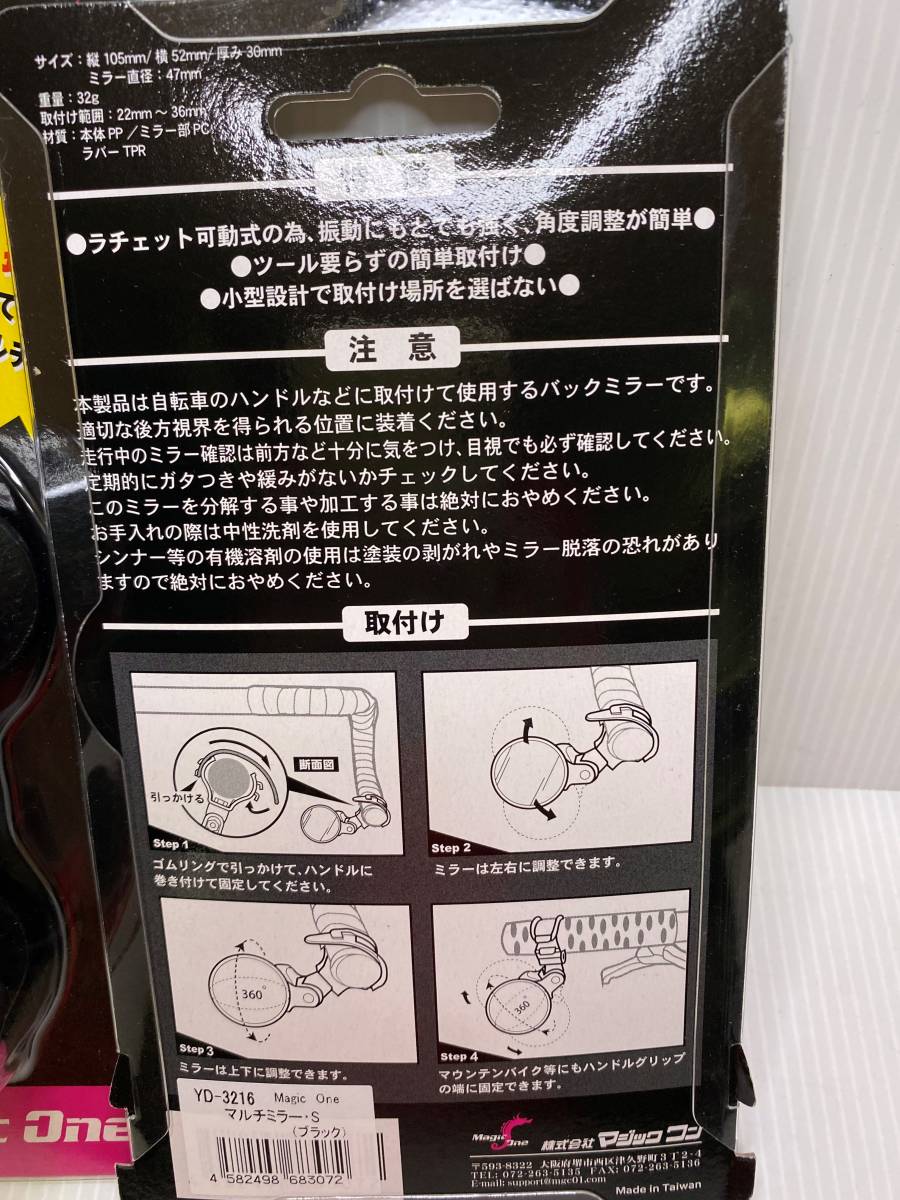 サイズ：縦 105mm/ 横 52mm/ 厚み 30mm
ミラー直径：47mm
重量：32g
取付け範囲：22mm～36mm
材質：本体 PP ／ミラー部 PC
ラバー TPR
●ラチェット可動式の為、振動にもとても強く、角度調整が簡単●
●ツール要らずの簡単取付け●
●小型設計で取付け場所を選ばない●
注 意
本製品は自転車のハンドルなどに取付けて使用するバックミラーです。
適切な後方視界を得られる位置に装着ください。
走行中のミラー確認は前方など十分に気をつけ、目視でも必ず確認してください。
定期的にガタつきや緩みがないかチェックしてください。
このミラーを分解する事や加工する事は絶対におやめください。
お手入れの際は中性洗剤を使用してください。
シンナー等の有機溶剤の使用は塗装の剥がれやミラー脱落の恐れがあり
ますので絶対におやめください。
取付け
断面図
引っかける
Step 1
ゴムリングで引っかけて、ハンドルに
巻き付けて固定してください。
Step 2
ミラーは左右に調整できます。
360°
Step 3
ミラーは上下に調整できます。
360°
Step 4
マウンテンバイク等にもハンドルグリップ
の端に固定できます。
YD-3216 Magic One
マルチミラー・S
(ブラック)
4 582498 683072
Magic One 株式会社 マジック ワン
〒593-8322 大阪府堺市西区津久野町3丁2-4
TEL: 072-263-5135 FAX: 072-263-5136
E-mail: support@mgc01.com
Made in Taiwan
て
One